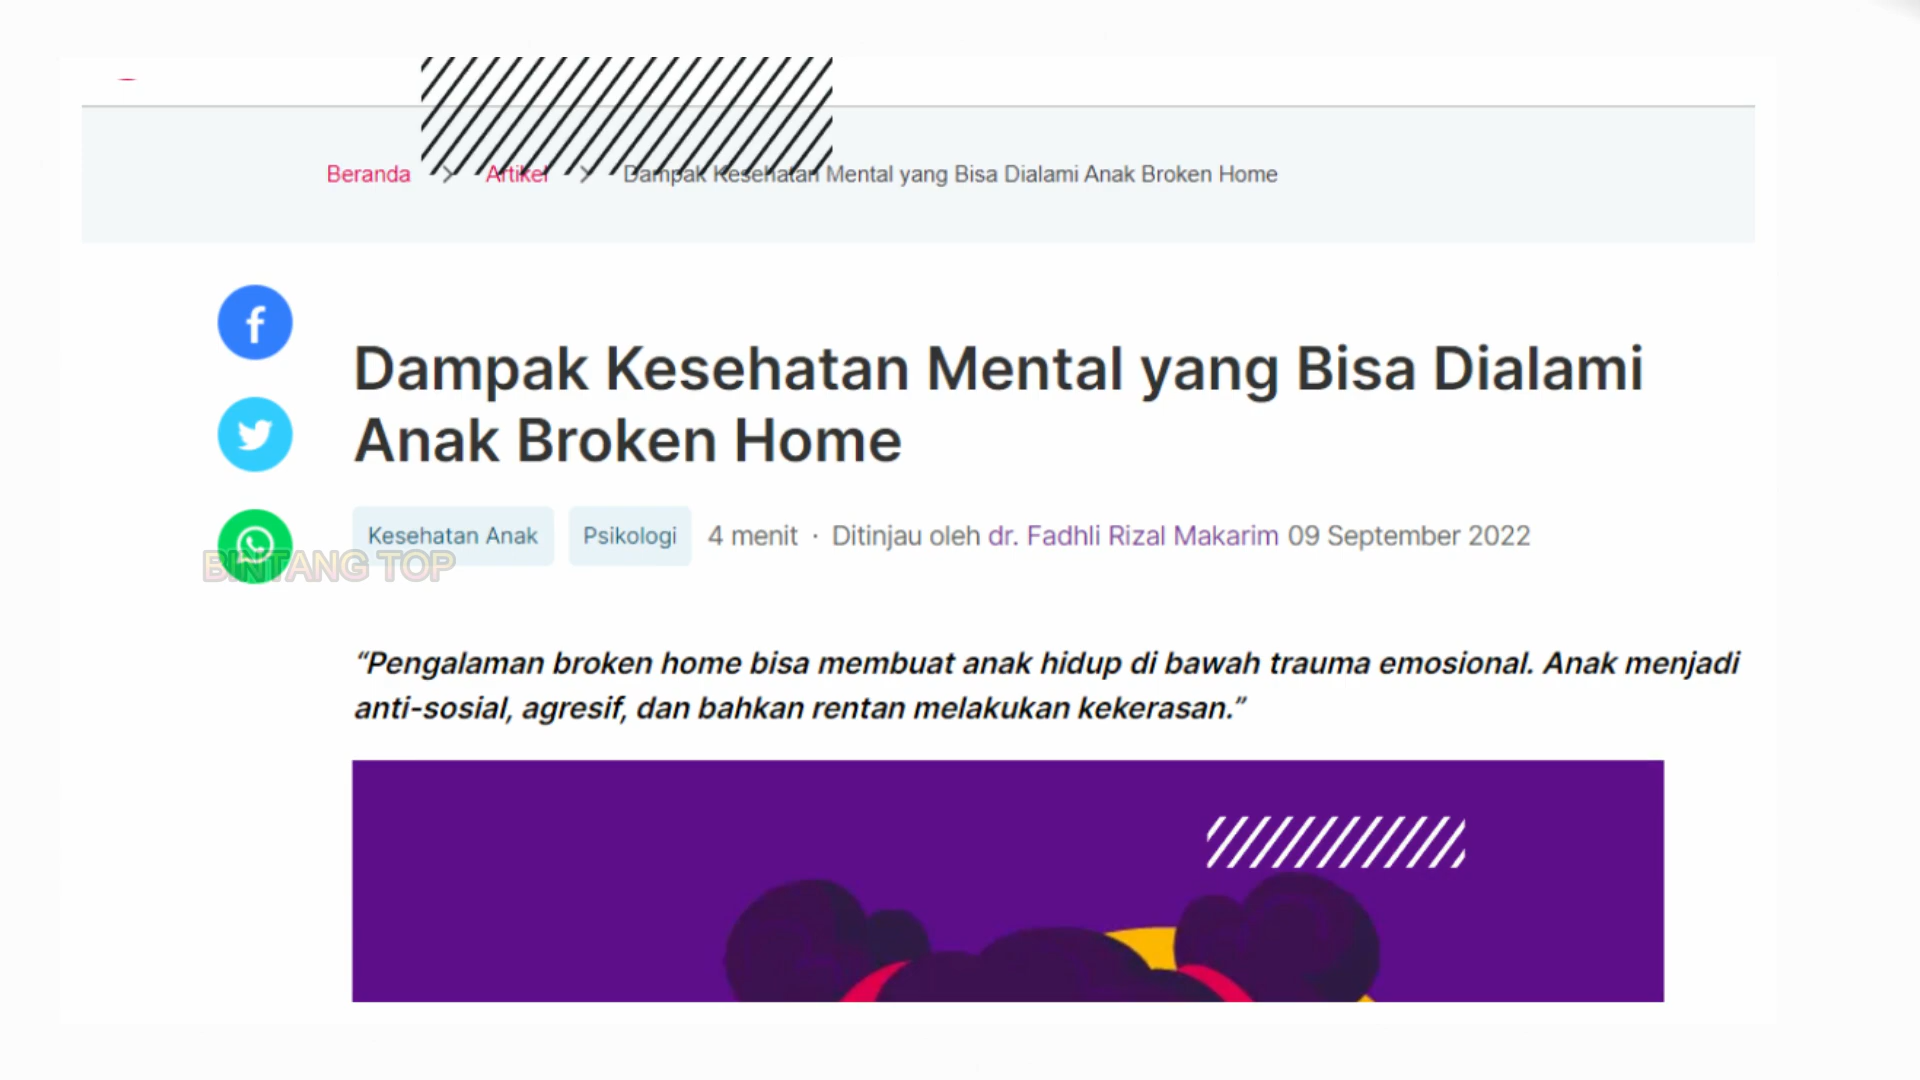 Beranda > Artikel > Dampak Kesehatan Mental yang Bisa Dialami Anak Broken Home
Dampak Kesehatan Mental yang Bisa Dialami
Anak Broken Home
Kesehatan Anak Psikologi 4 menit · Ditinjau oleh dr. Fadhli Rizal Makarim 09 September 2022
BINTANG TOP
“Pengalaman broken home bisa membuat anak hidup di bawah trauma emosional. Anak menjadi
anti-sosial, agresif, dan bahkan rentan melakukan kekerasan.”